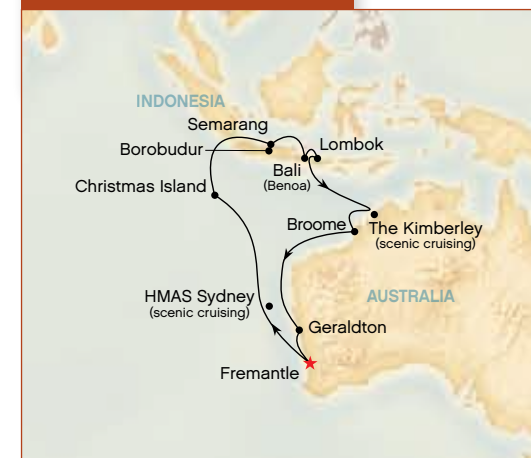 INDONESIA
Semarang
Borobudur
Lombok
Bali
(Benoa)
Christmas Island
Broome
The Kimberley
(scenic cruising)
HMAS Sydney
(scenic cruising)
AUSTRALIA
Geraldton
Fremantle